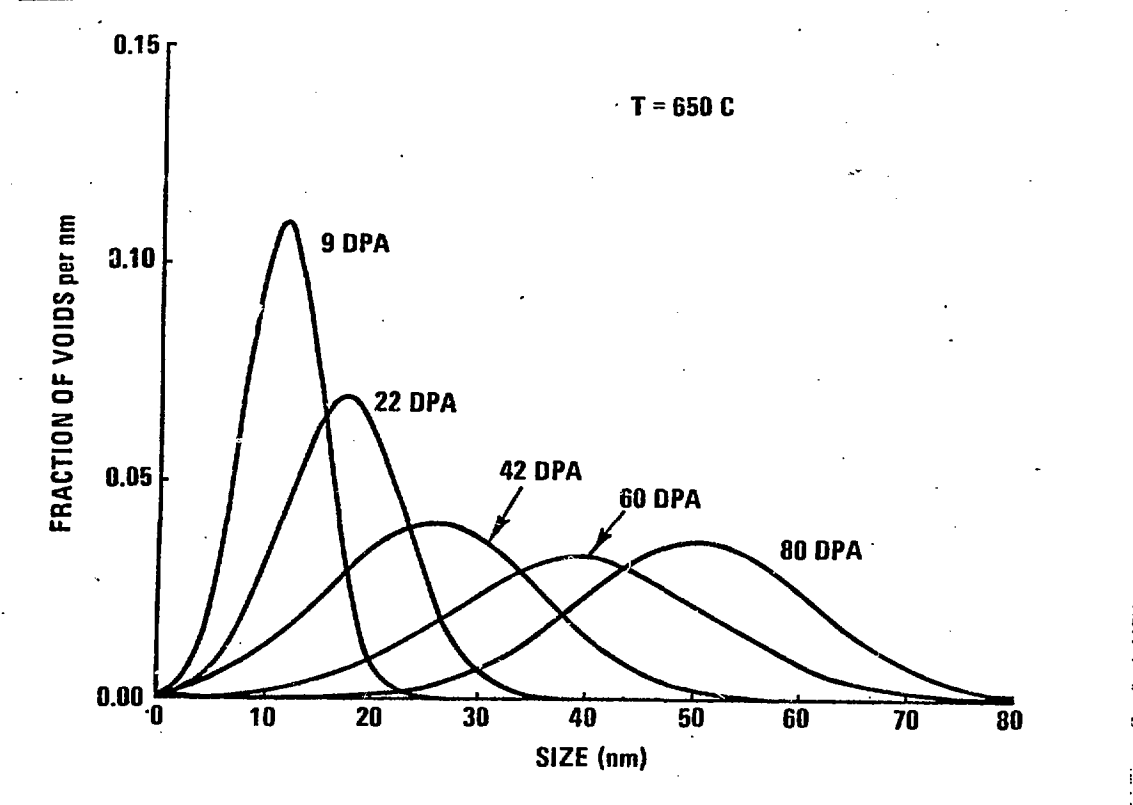 0.15
T = 650 C
9 DPA
0.10
22 DPA
FRACTION OF VOIDS per nm
42 DPA
0.05
60 DPA
80 DPA
0.00
0 10 20 30 40 50 60 70 80
SIZE (nm)